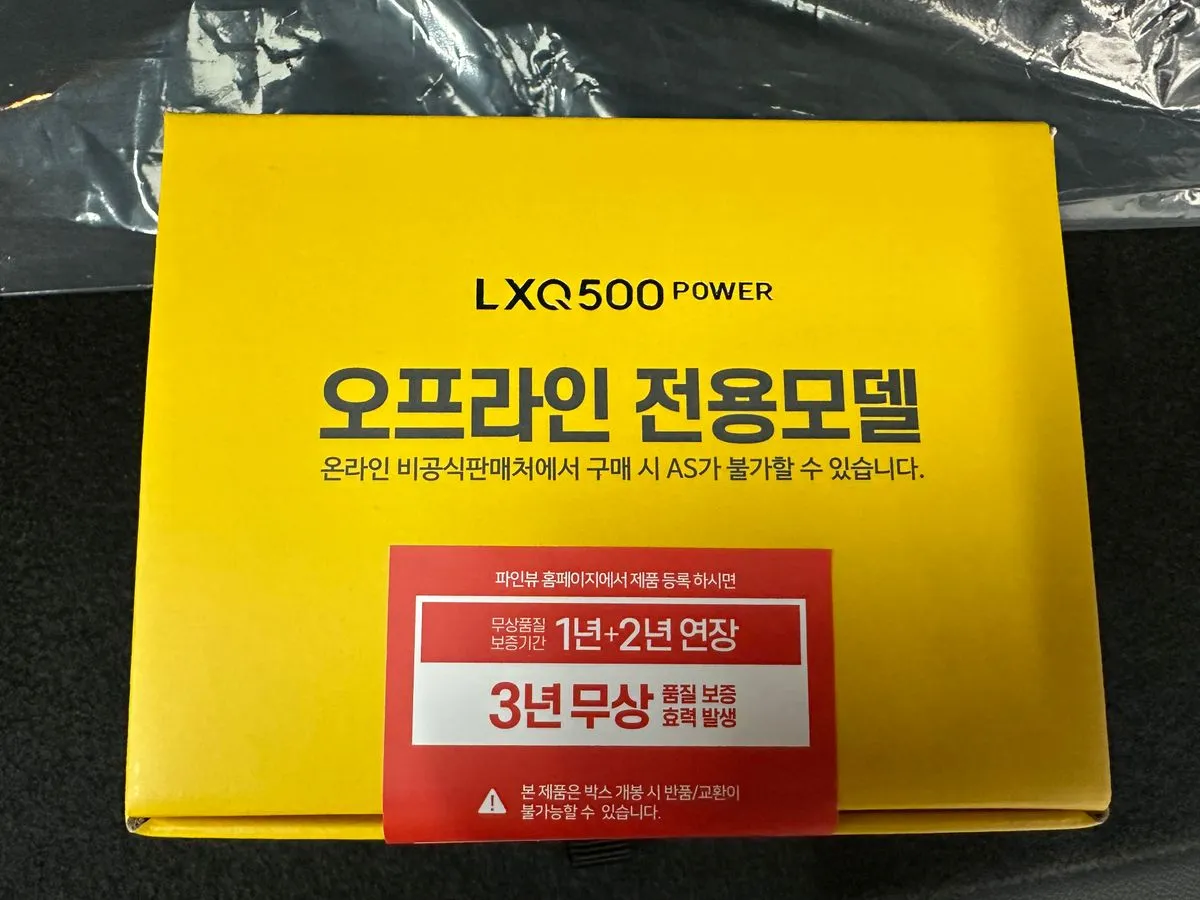 LXQ500 POWER
오프라인 전용모델
온라인 비공식판매처에서 구매 시 AS가 불가할 수 있습니다.
파인뷰 홈페이지에서 제품 등록 하시면
무상품질
보증기간 1년+2년 연장
3년 무상 품질 보증
효력 발생
본 제품은 박스 개봉 시 반품/교환이
불가능할 수 있습니다.